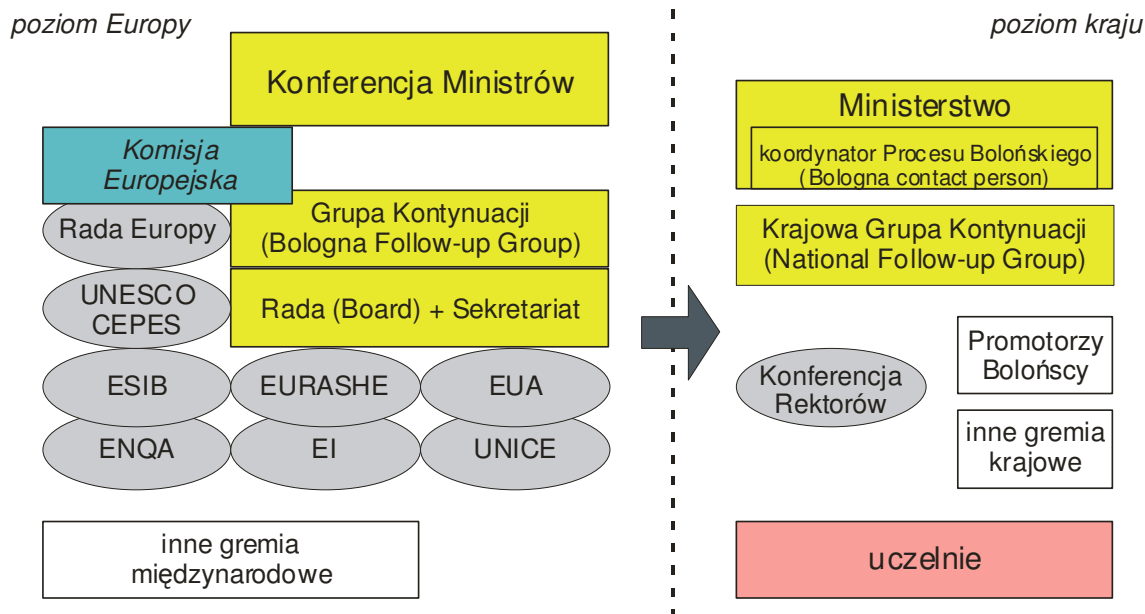 poziom Europy
Konferencja Ministrów
Komisja
Europejska
Rada Europy
Grupa Kontynuacji
(Bologna Follow-up Group)
UNESCO
CEPES
Rada (Board) + Sekretariat
ESIB
EURASHE
EUA
ENQA
EI
UNICE
inne gremia
międzynarodowe
poziom kraju
Ministerstwo
koordynator Procesu Bolońskiego
(Bologna contact person)
Krajowa Grupa Kontynuacji
(National Follow-up Group)
Konferencja
Rektorów
Promotorzy
Bolońscy
inne gremia
krajowe
uczelnie